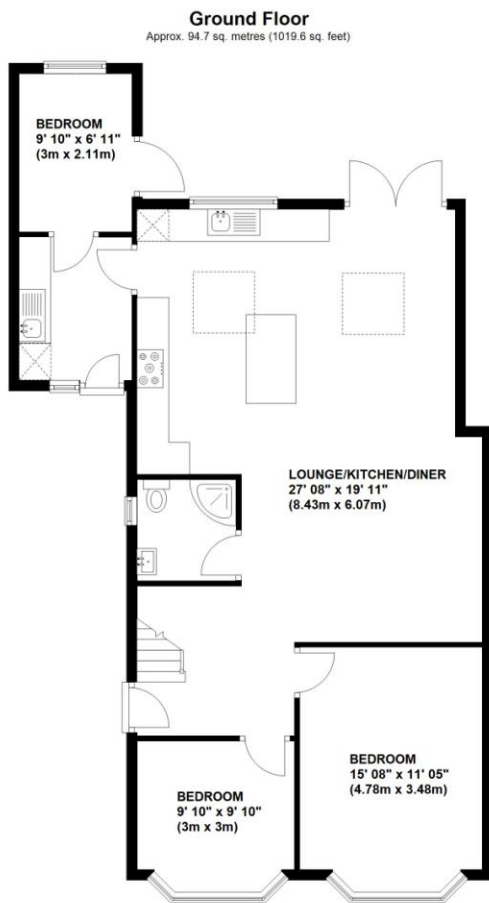 Ground Floor
Approx. 94.7 sq. metres (1019.6 sq. feet)
BEDROOM
9' 10" x 6' 11"
(3m x 2.11m)
LOUNGE/KITCHEN/DINER
27' 08" x 19' 11"
(8.43m x 6.07m)
BEDROOM
15' 08" x 11' 05"
(4.78m x 3.48m)
BEDROOM
9' 10" x 9' 10"
(3m x 3m)